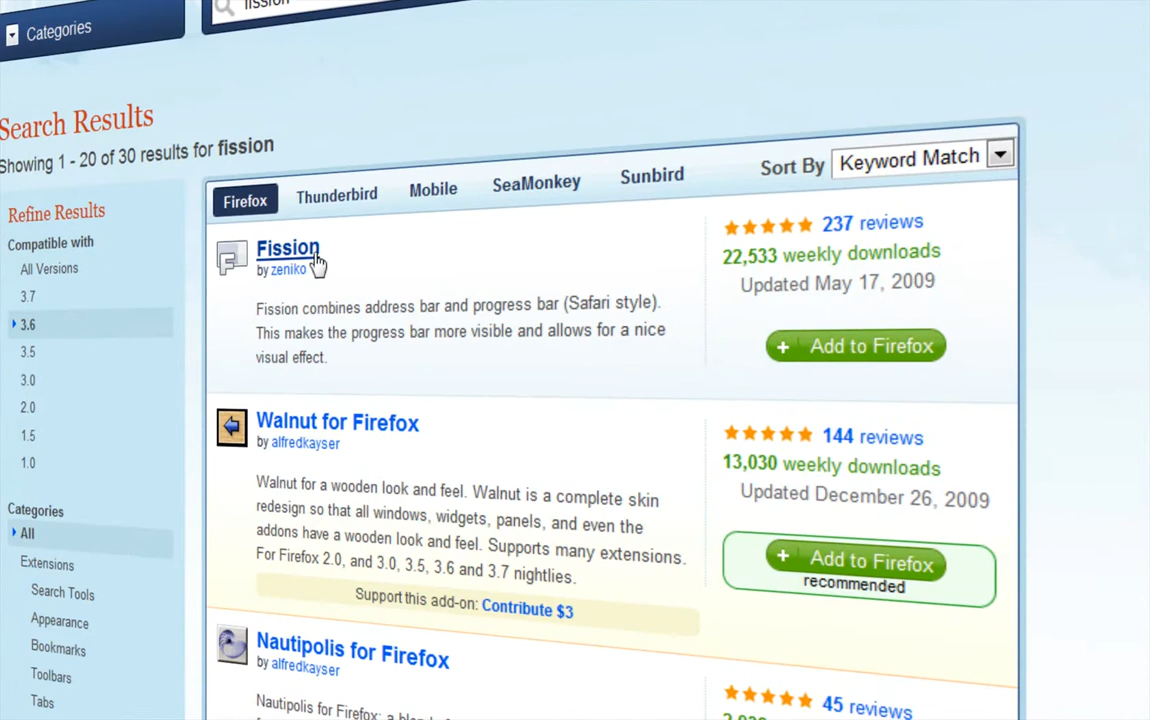 Categories
fission
Search Results
Showing 1 - 20 of 30 results for fission
Refine Results
Compatible with
All Versions
3.7
3.6
3.5
3.0
2.0
1.5
1.0
Categories
All
Extensions
Search Tools
Appearance
Bookmarks
Toolbars
Tabs
Firefox Thunderbird Mobile SeaMonkey Sunbird Sort By Keyword Match
Fission
by zeniko
Fission combines address bar and progress bar (Safari style).
This makes the progress bar more visible and allows for a nice
visual effect.
237 reviews
22,533 weekly downloads
Updated May 17, 2009
+ Add to Firefox
Walnut for Firefox
by alfredkayser
Walnut for a wooden look and feel. Walnut is a complete skin
redesign so that all windows, widgets, panels, and even the
addons have a wooden look and feel. Supports many extensions.
For Firefox 2.0, and 3.0, 3.5, 3.6 and 3.7 nightlies.
Support this add-on: Contribute $3
144 reviews
13,030 weekly downloads
Updated December 26, 2009
+ Add to Firefox
recommended
Nautipolis for Firefox
by alfredkayser
Nautipolis for Firefox: a
45 reviews